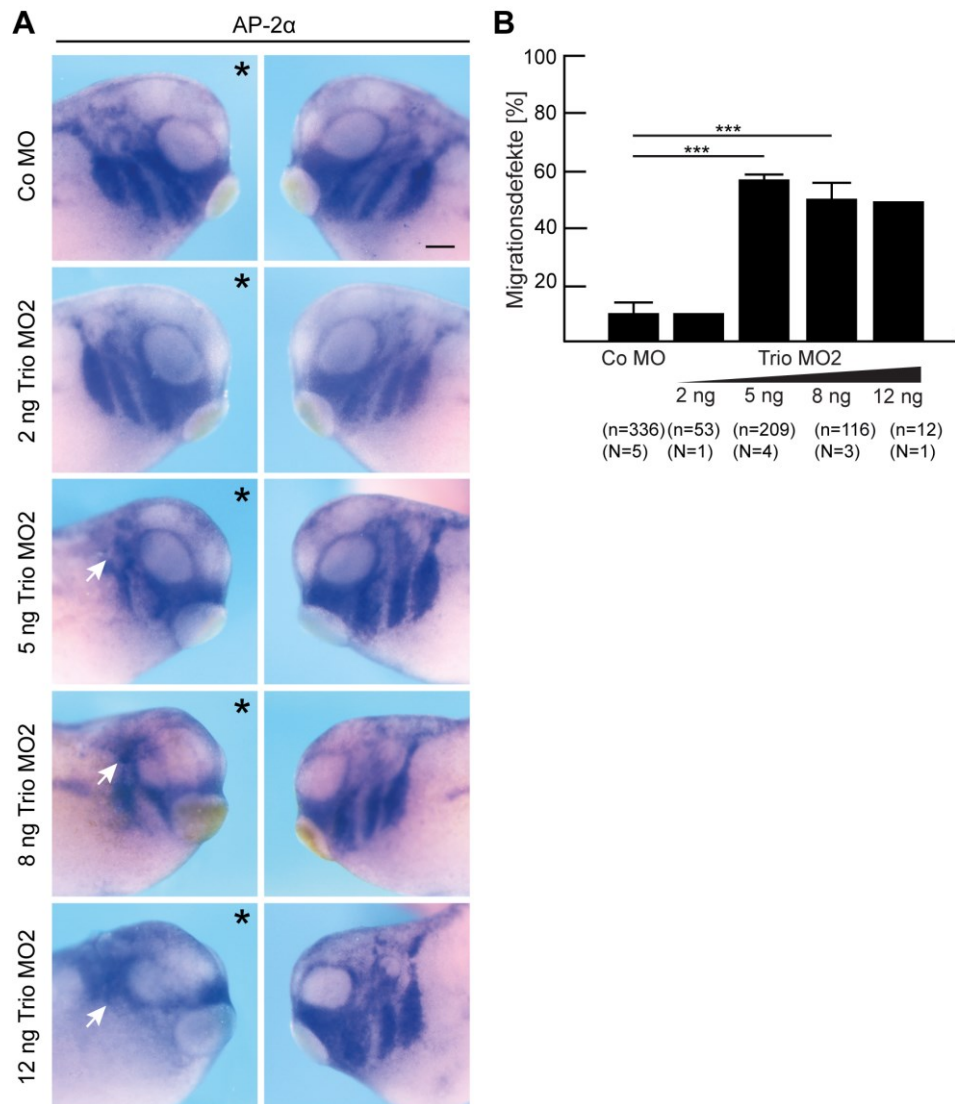 A
AP-2α
Co MO
*
2 ng Trio MO2
*
5 ng Trio MO2
*
8 ng Trio MO2
*
12 ng Trio MO2
*
B
Migrationsdefekte [%]
100
80
60
40
20
***
***
Co MO Trio MO2
2 ng 5 ng 8 ng 12 ng
(n=336) (n=53) (n=209) (n=116) (n=12)
(N=5) (N=1) (N=4) (N=3) (N=1)